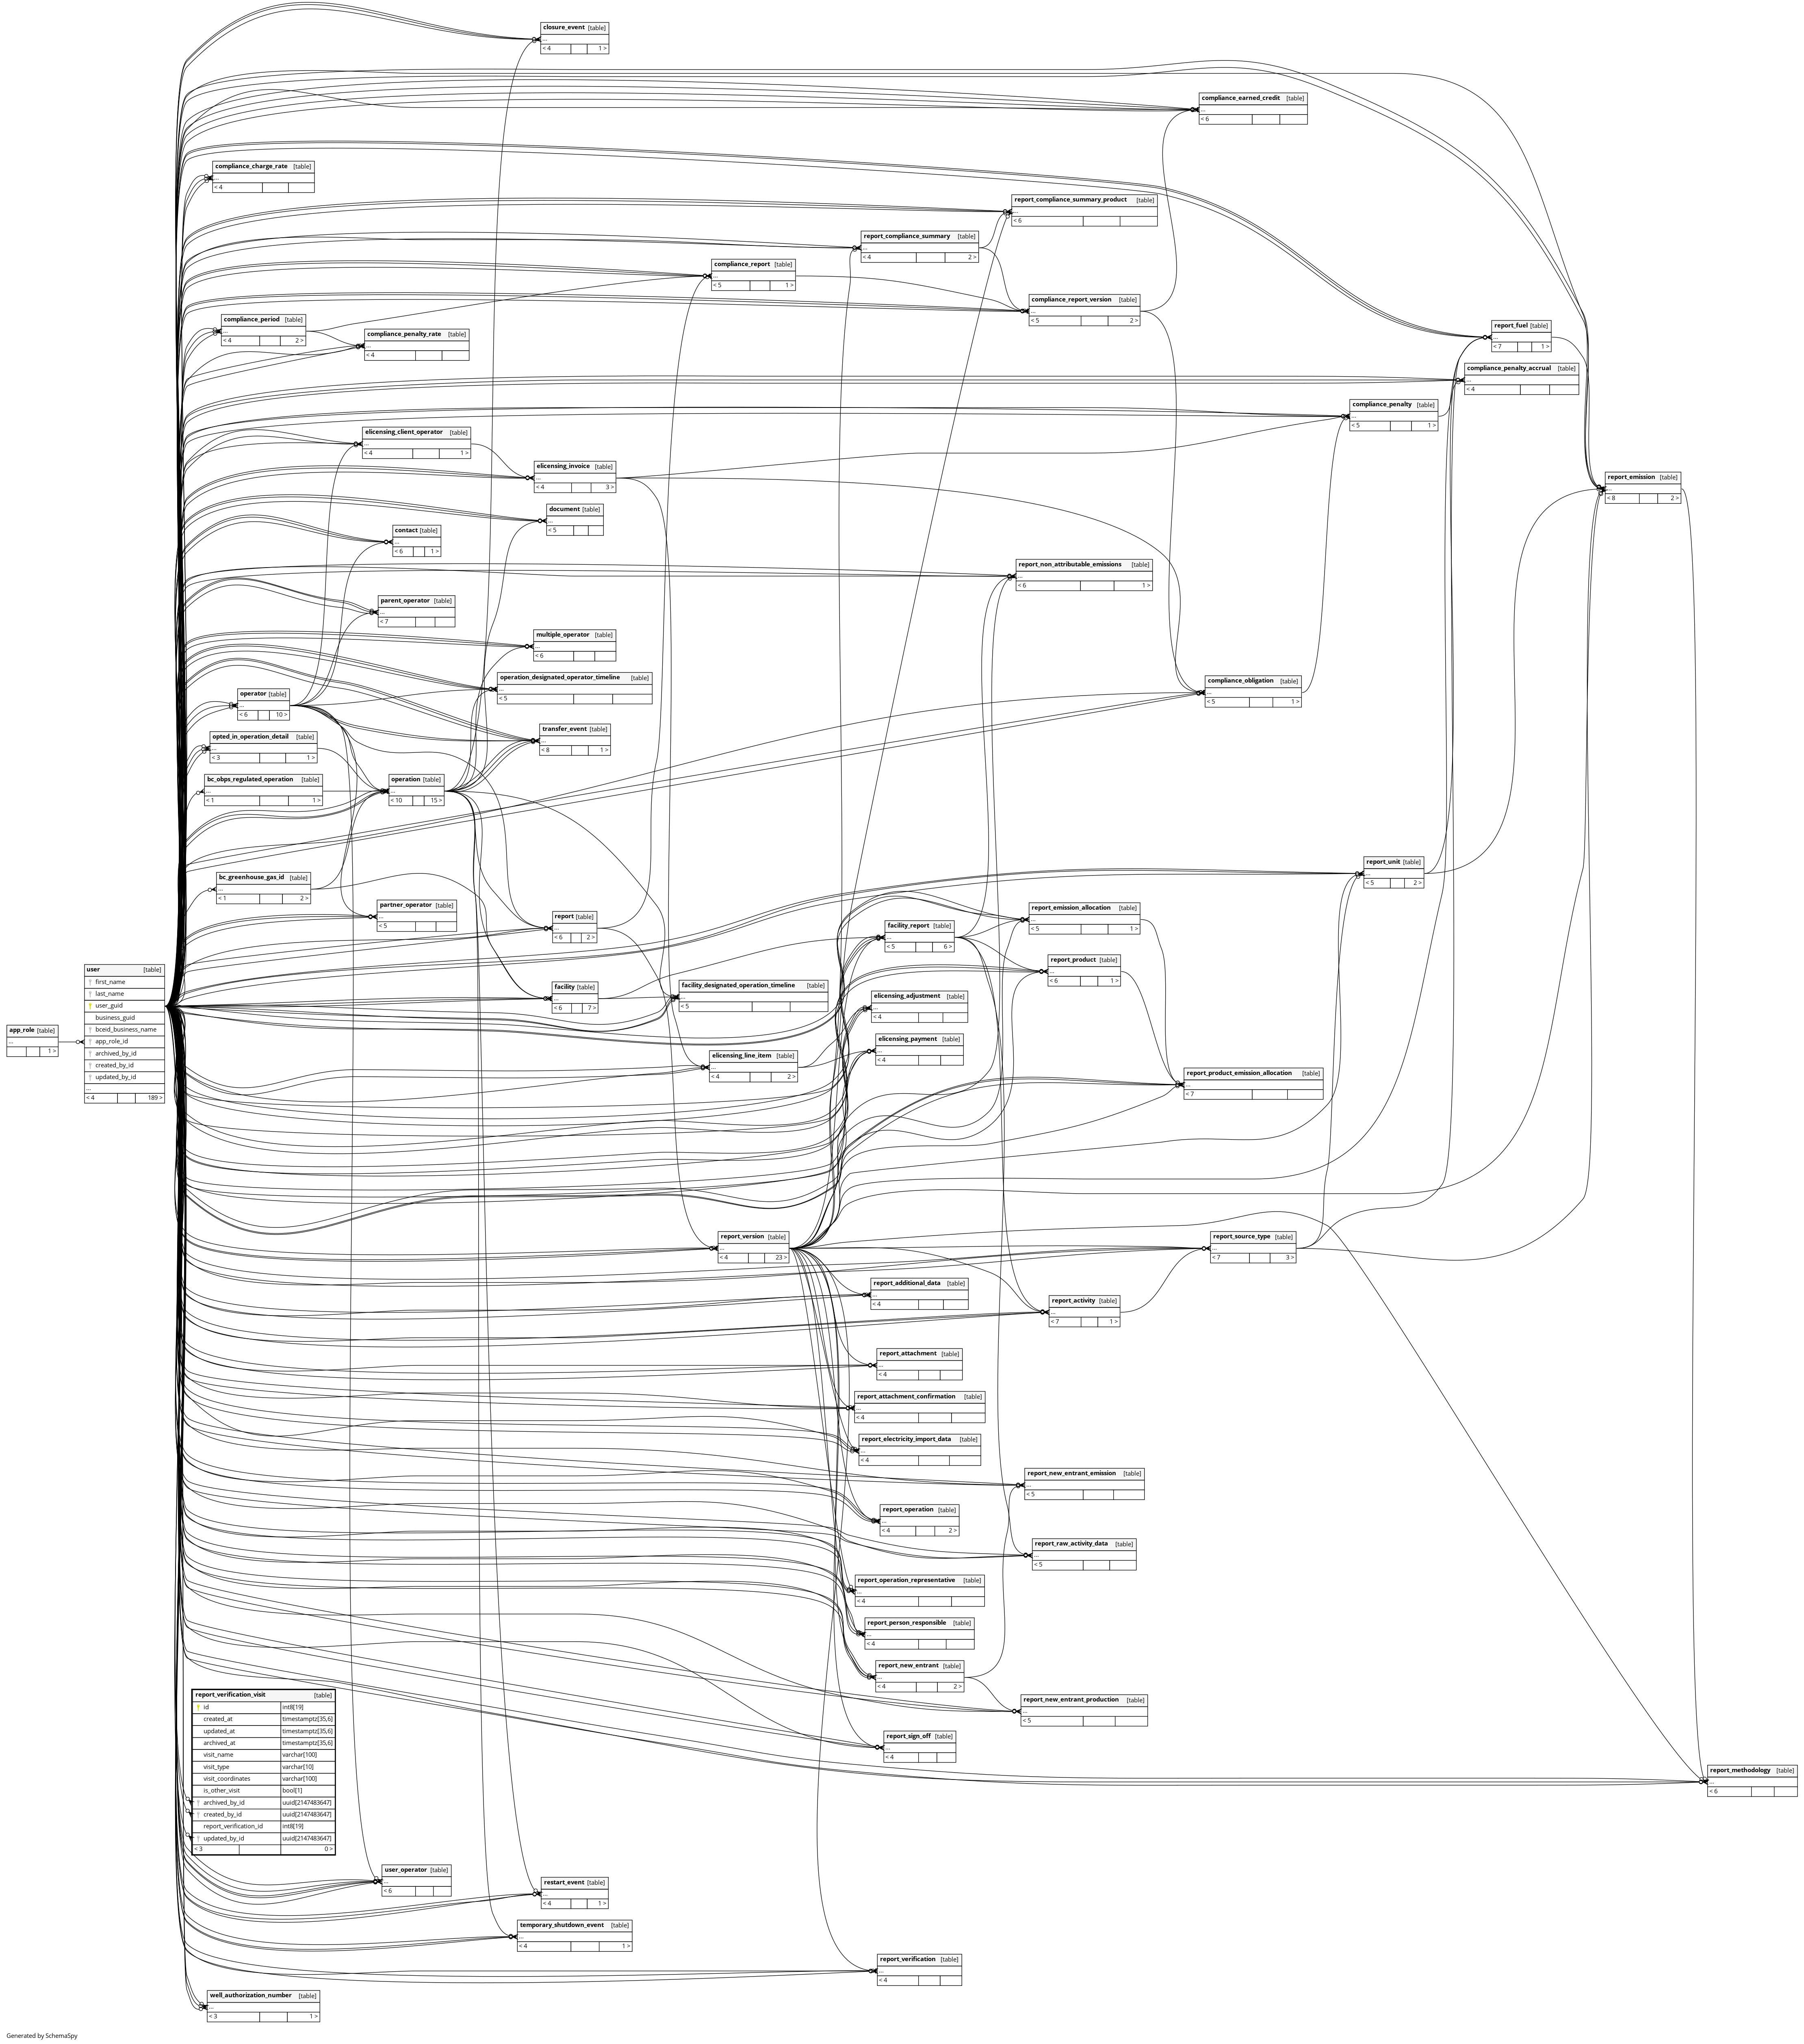 closure_event [table]
...
< 4 1 >
compliance_earned_credit [table]
...
< 6
compliance_charge_rate [table]
...
< 4
report_compliance_summary_product [table]
...
< 6
report_compliance_summary [table]
...
< 4 2 >
compliance_report [table]
...
< 5 1 >
compliance_report_version [table]
...
< 5 2 >
compliance_period [table]
...
< 4 2 >
compliance_penalty_rate [table]
...
< 4
report_fuel [table]
...
< 7 1 >
compliance_penalty_accrual [table]
...
< 4
compliance_penalty [table]
...
< 5 1 >
elicensing_client_operator [table]
...
< 4 1 >
elicensing_invoice [table]
...
< 4 3 >
report_emission [table]
...
< 8 2 >
document [table]
...
< 5
contact [table]
...
< 6 1 >
report_non_attributable_emissions [table]
...
< 6 1 >
parent_operator [table]
...
< 7
multiple_operator [table]
...
< 6
operation_designated_operator_timeline [table]
...
< 5
compliance_obligation [table]
...
< 5 1 >
operator [table]
...
< 6 10 >
transfer_event [table]
...
< 8 1 >
opted_in_operation_detail [table]
...
< 3 1 >
bc_obps_regulated_operation [table]
...
< 1 1 >
operation [table]
...
< 10 15 >
report_unit [table]
...
< 5 2 >
bc_greenhouse_gas_id [table]
...
< 1 2 >
partner_operator [table]
...
< 5
report [table]
...
< 6 2 >
report_emission_allocation [table]
...
< 5 1 >
facility_report [table]
...
< 5 6 >
report_product [table]
...
< 6 1 >
user [table]
first_name
last_name
user_guid
business_guid
bceid_business_name
app_role_id
archived_by_id
created_by_id
updated_by_id
...
< 4 189 >
app_role [table]
...
1 >
facility [table]
...
< 6 7 >
facility_designated_operation_timeline [table]
...
< 5
elicensing_adjustment [table]
...
< 4
elicensing_payment [table]
...
< 4
elicensing_line_item [table]
...
< 4 2 >
report_product_emission_allocation [table]
...
< 7
report_version [table]
...
< 4 23 >
report_source_type [table]
...
< 7 3 >
report_additional_data [table]
...
< 4
report_activity [table]
...
< 7 1 >
report_attachment [table]
...
< 4
report_attachment_confirmation [table]
...
< 4
report_electricity_import_data [table]
...
< 4
report_new_entrant_emission [table]
...
< 5
report_operation [table]
...
< 4 2 >
report_raw_activity_data [table]
...
< 5
report_operation_representative [table]
...
< 4
report_person_responsible [table]
...
< 4
report_new_entrant [table]
...
< 4 2 >
report_new_entrant_production [table]
...
< 5
report_verification_visit [table]
id int8[19]
created_at timestamptz[35,6]
updated_at timestamptz[35,6]
archived_at timestamptz[35,6]
visit_name varchar[100]
visit_type varchar[10]
visit_coordinates varchar[100]
is_other_visit bool[1]
archived_by_id uuid[2147483647]
created_by_id uuid[2147483647]
report_verification_id int8[19]
updated_by_id uuid[2147483647]
< 3 0 >
report_sign_off [table]
...
< 4
report_methodology [table]
...
< 6
user_operator [table]
...
< 6
restart_event [table]
...
< 4 1 >
temporary_shutdown_event [table]
...
< 4 1 >
report_verification [table]
...
< 4
well_authorization_number [table]
...
< 3 1 >
Generated by SchemaSpy